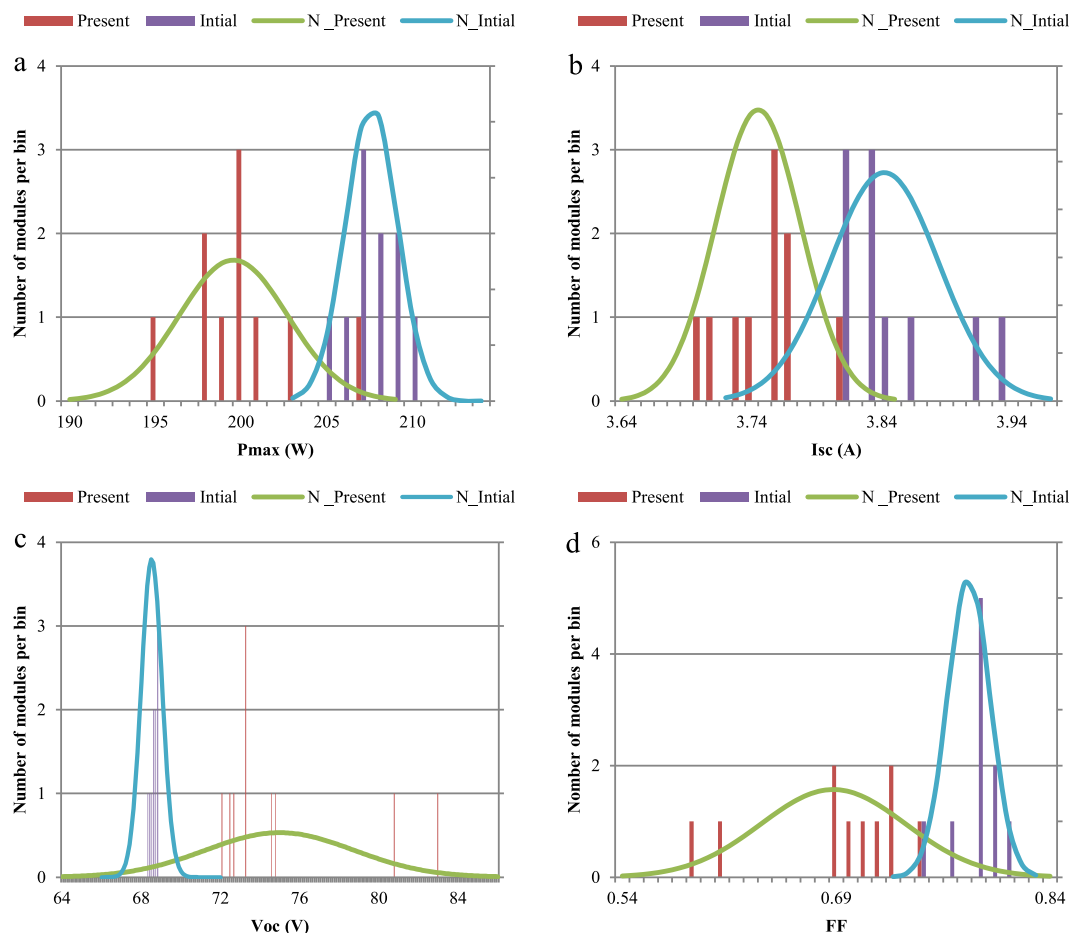 Present Intial N_Present N_Intial
a
4
3
2
1
0
Number of modules per bin
190 195 200 205 210
Pmax (W)
Present Intial N_Present N_Intial
b
4
3
2
1
0
Number of modules per bin
3.64 3.74 3.84 3.94
Isc (A)
Present Intial N_Present N_Intial
c
4
3
2
1
0
Number of modules per bin
64 68 72 76 80 84
Voc (V)
Present Intial N_Present N_Intial
d
6
4
2
0
Nomber of modules per bin
0.54 0.69 0.84
FF